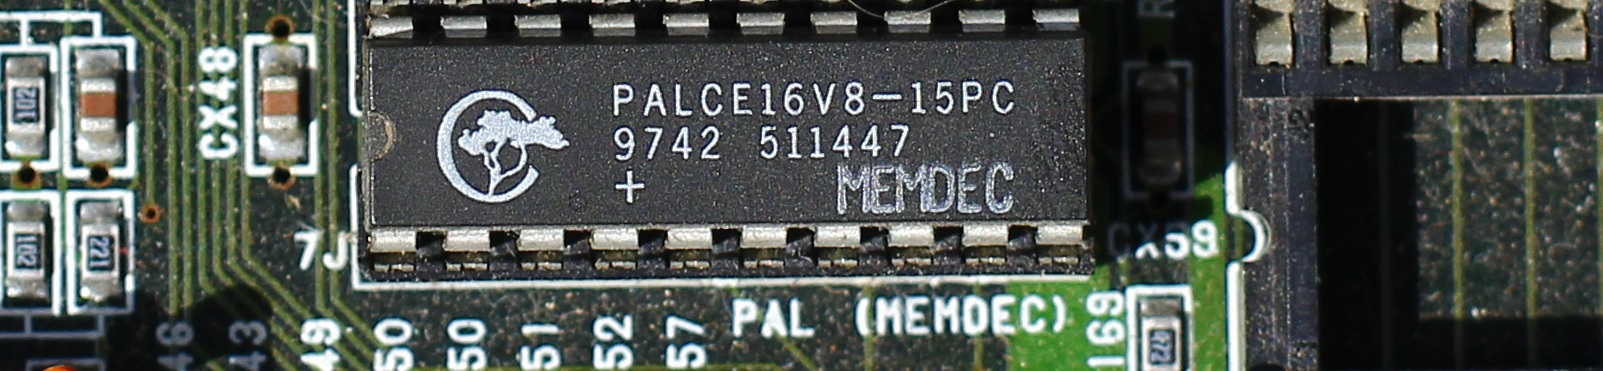 102
CX48
PALCE16V8-15PC
9742 511447
+
MEMDEC
102
221
7J
CX59
PAL (MEMDEC)
46
43
49
50
50
51
52
57
169